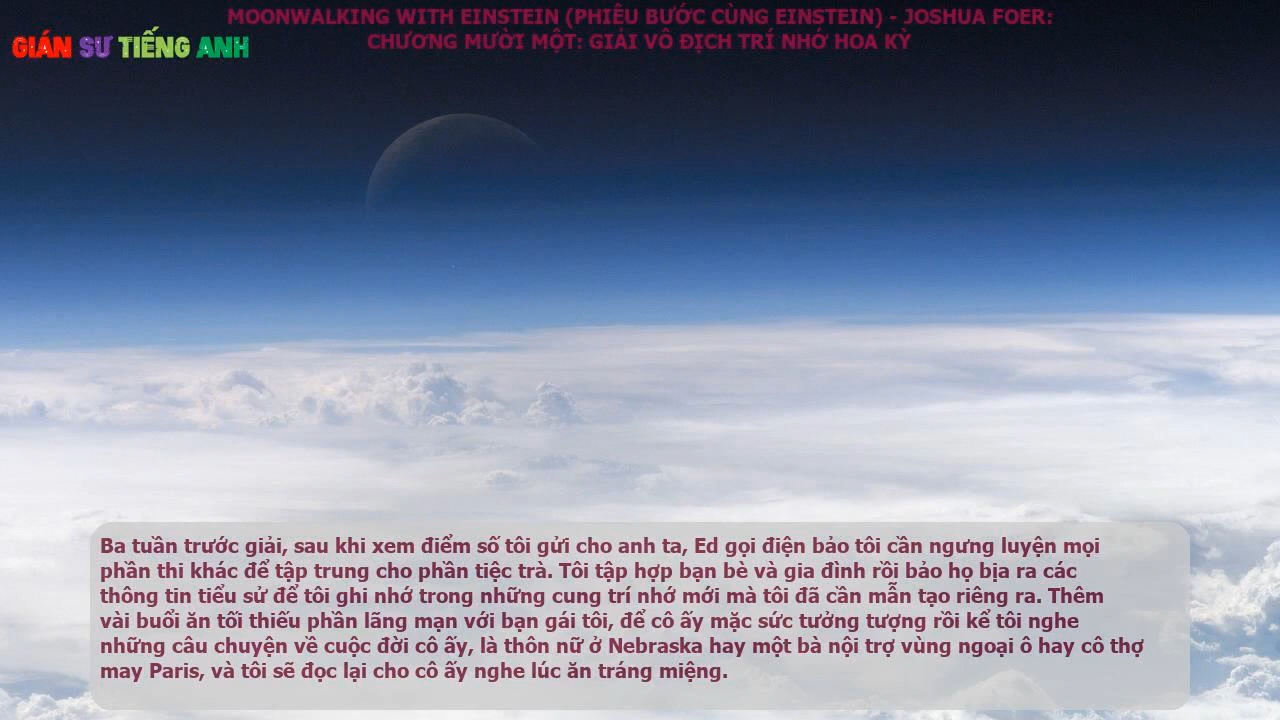 MOONWALKING WITH EINSTEIN (PHIÊU BƯỚC CÙNG EINSTEIN) - JOSHUA FOER:
CHƯƠNG MƯỜI MỘT: GIẢI VÔ ĐỊCH TRÍ NHỚ HOA KỲ
GIÁN SƯ TIẾNG ANH
Ba tuần trước giải, sau khi xem điểm số tôi gửi cho anh ta, Ed gọi điện bảo tôi cần ngưng luyện mọi
phần thi khác để tập trung cho phần tiệc trà. Tôi tập hợp bạn bè và gia đình rồi bảo họ bịa ra các
thông tin tiểu sử để tôi ghi nhớ trong những cung trí nhớ mới mà tôi đã cần mẫn tạo riêng ra. Thêm
vài buổi ăn tối thiếu phần lãng mạn với bạn gái tôi, để cô ấy mặc sức tưởng tượng rồi kể tôi nghe
những câu chuyện về cuộc đời cô ấy, là thôn nữ ở Nebraska hay một bà nội trợ vùng ngoại ô hay cô thợ
may Paris, và tôi sẽ đọc lại cho cô ấy nghe lúc ăn tráng miệng.